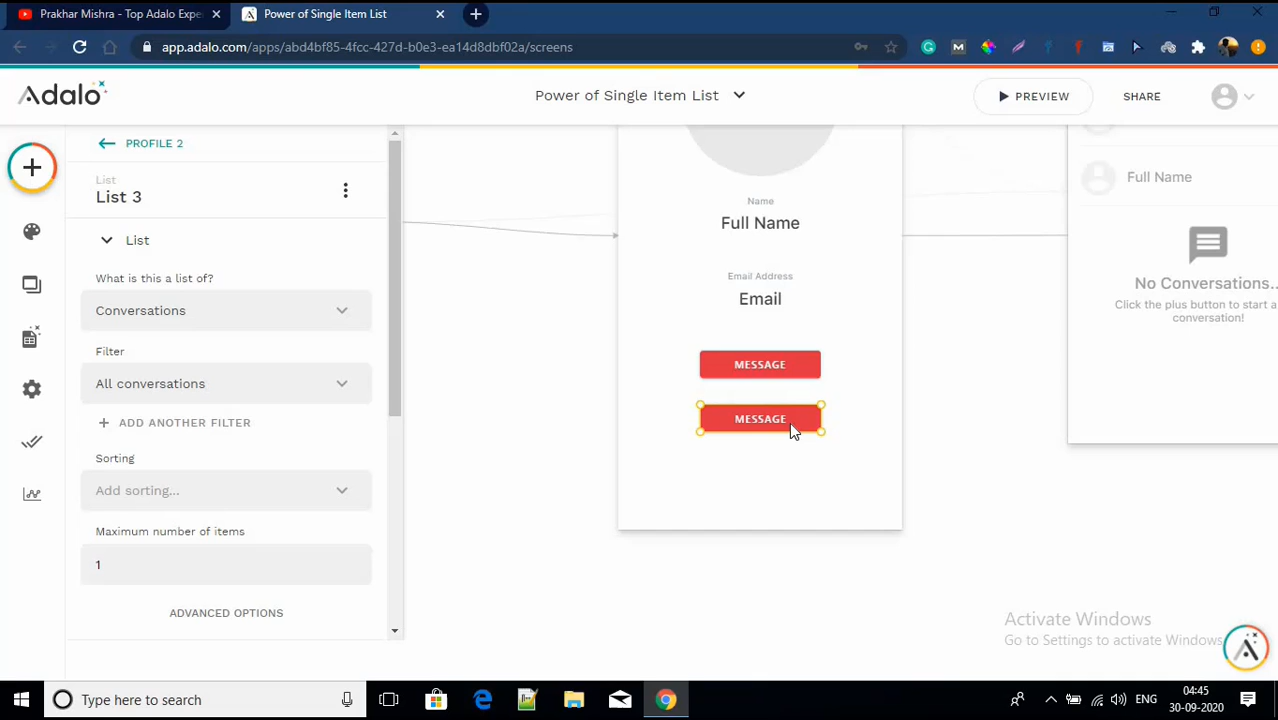 Prakhar Mishra - Top Adalo Expe
Power of Single Item List
app.adalo.com/apps/abd4bf85-4fcc-427d-b0e3-ea14d8dbf02a/screens
Adalo
Power of Single Item List
PREVIEW
SHARE
PROFILE 2
List
List 3
List
What is this a list of?
Conversations
Filter
All conversations
ADD ANOTHER FILTER
Sorting
Add sorting...
Maximum number of items
1
ADVANCED OPTIONS
Name
Full Name
Email Address
Email
MESSAGE
MESSAGE
Full Name
No Conversations..
Click the plus button to start a
conversation!
Activate Windows
Go to Settings to activate Windows.
Type here to search
ENG
04:45
30-09-2020